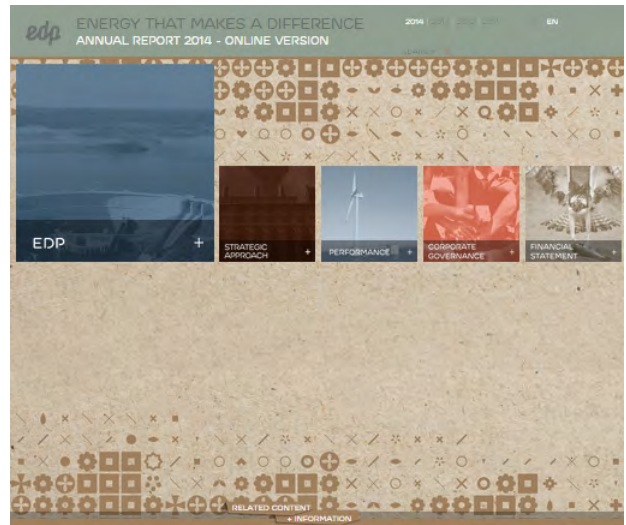 edp
ENERGY THAT MAKES A DIFFERENCE
ANNUAL REPORT 2014 - ONLINE VERSION
2014
EN
EDP +
STRATEGIC
APPROACH +
PERFORMANCE +
CORPORATE
GOVERNANCE +
FINANCIAL
STATEMENT +
RELATED CONTENT
+ INFORMATION